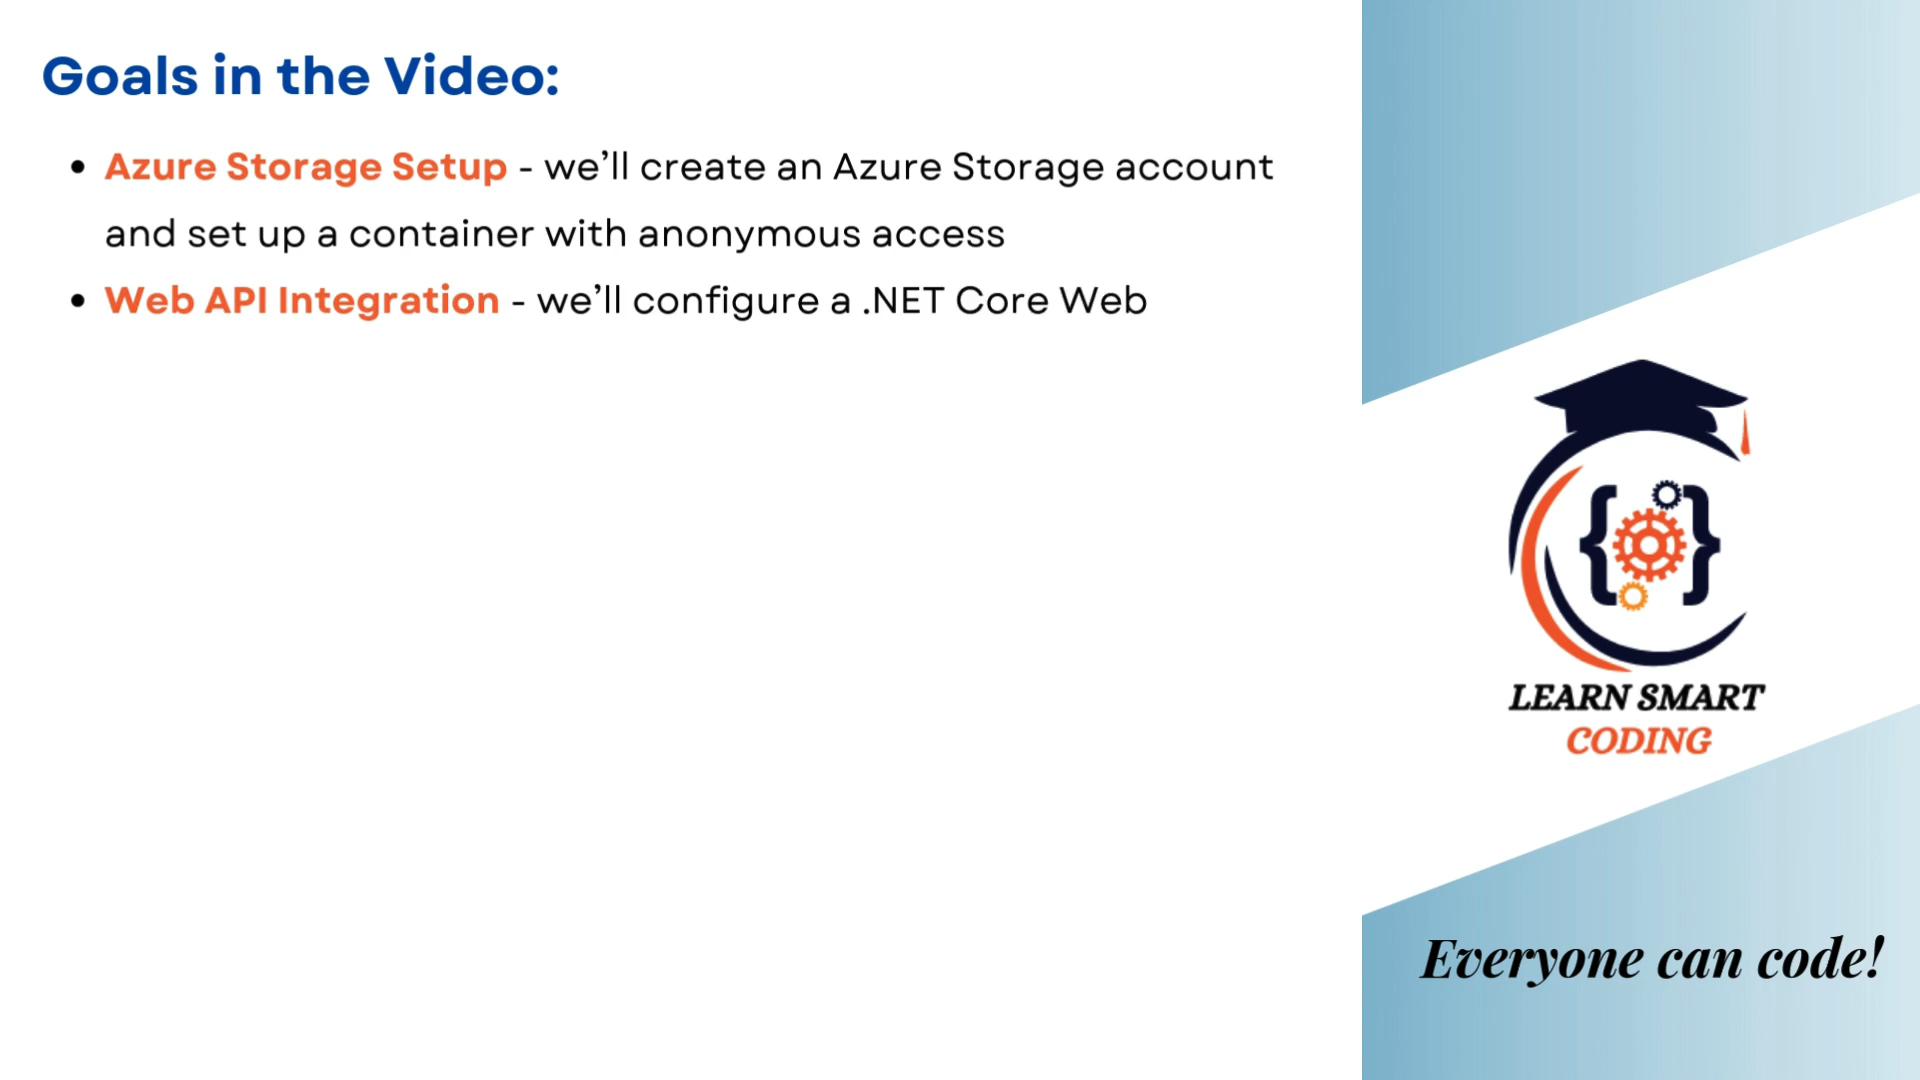 Goals in the Video:
• Azure Storage Setup - we’ll create an Azure Storage account
and set up a container with anonymous access
• Web API Integration - we’ll configure a .NET Core Web
LEARN SMART
CODING
Everyone can code!